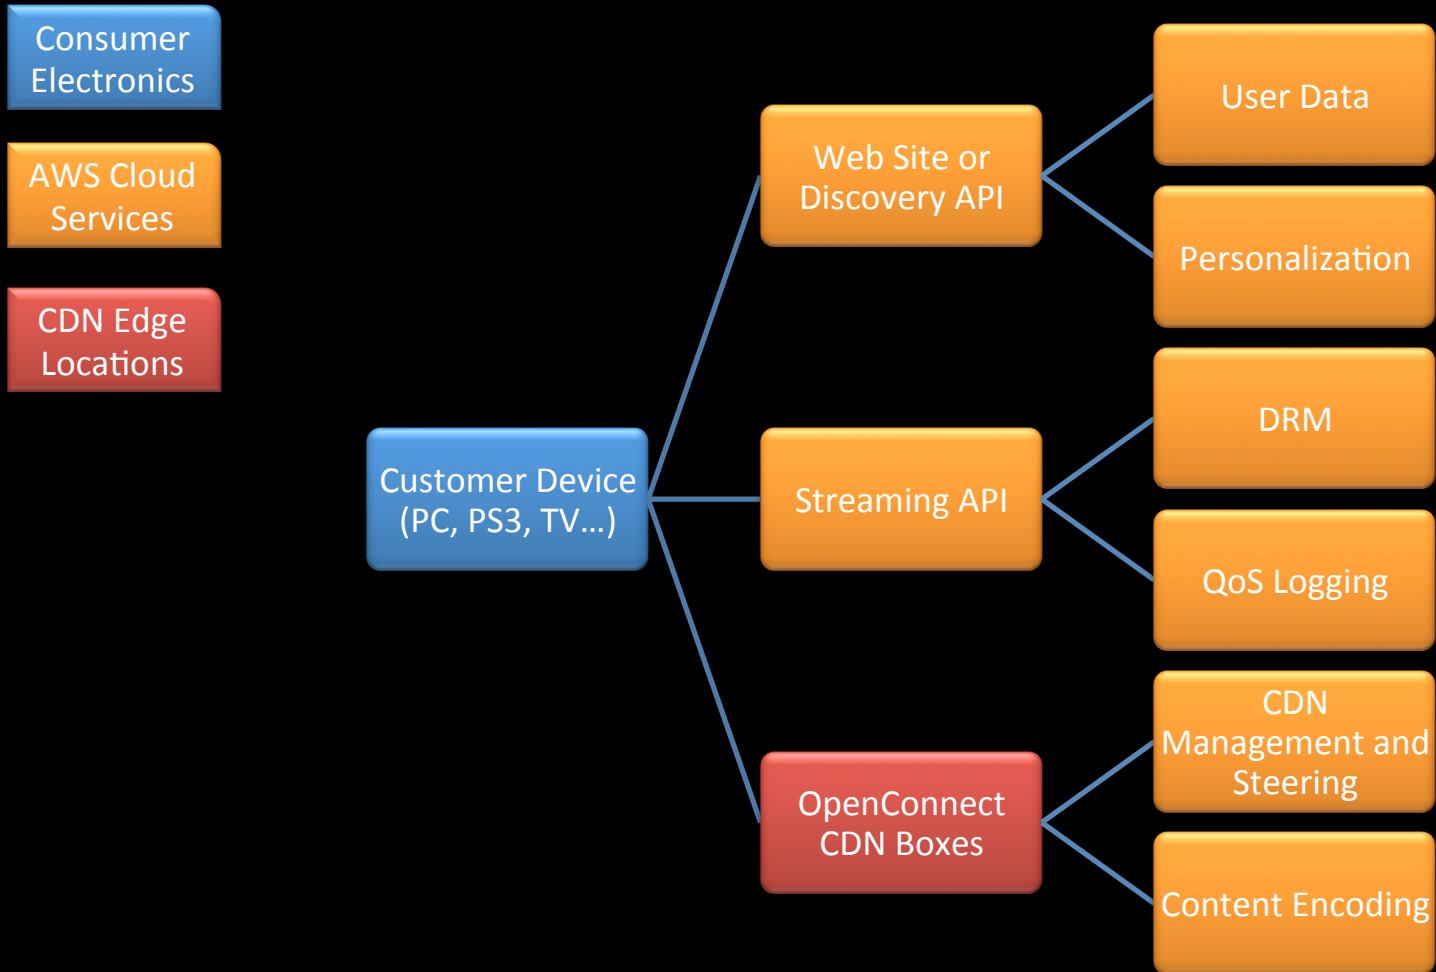 Consumer
Electronics
AWS Cloud
Services
CDN Edge
Locations
Customer Device
(PC, PS3, TV…)
Web Site or
Discovery API
User Data
Personalization
Streaming API
DRM
QoS Logging
OpenConnect
CDN Boxes
CDN
Management and
Steering
Content Encoding